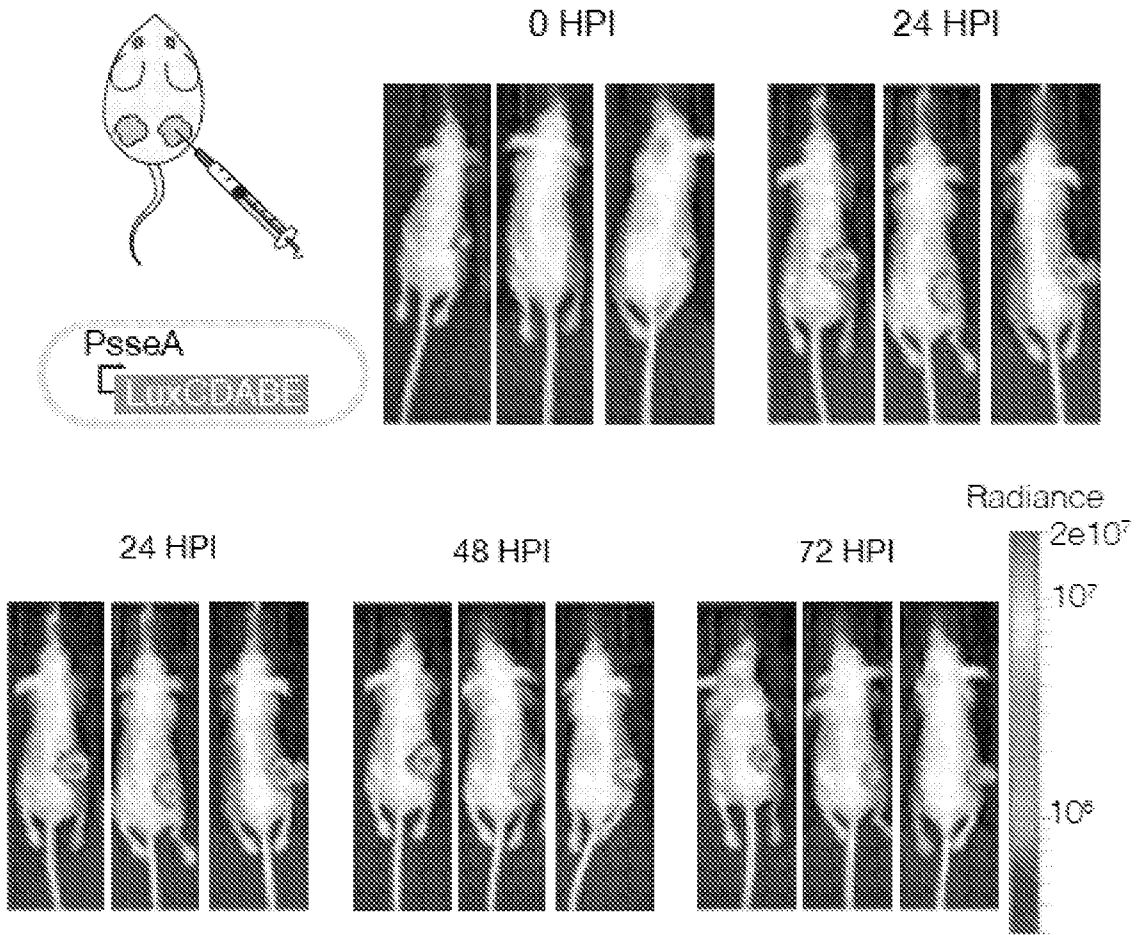 0 HPI
24 HPI
PsseA
LuxCDABE
Radiance
2e10⁷
24 HPI
48 HPI
72 HPI
10⁷
10⁶